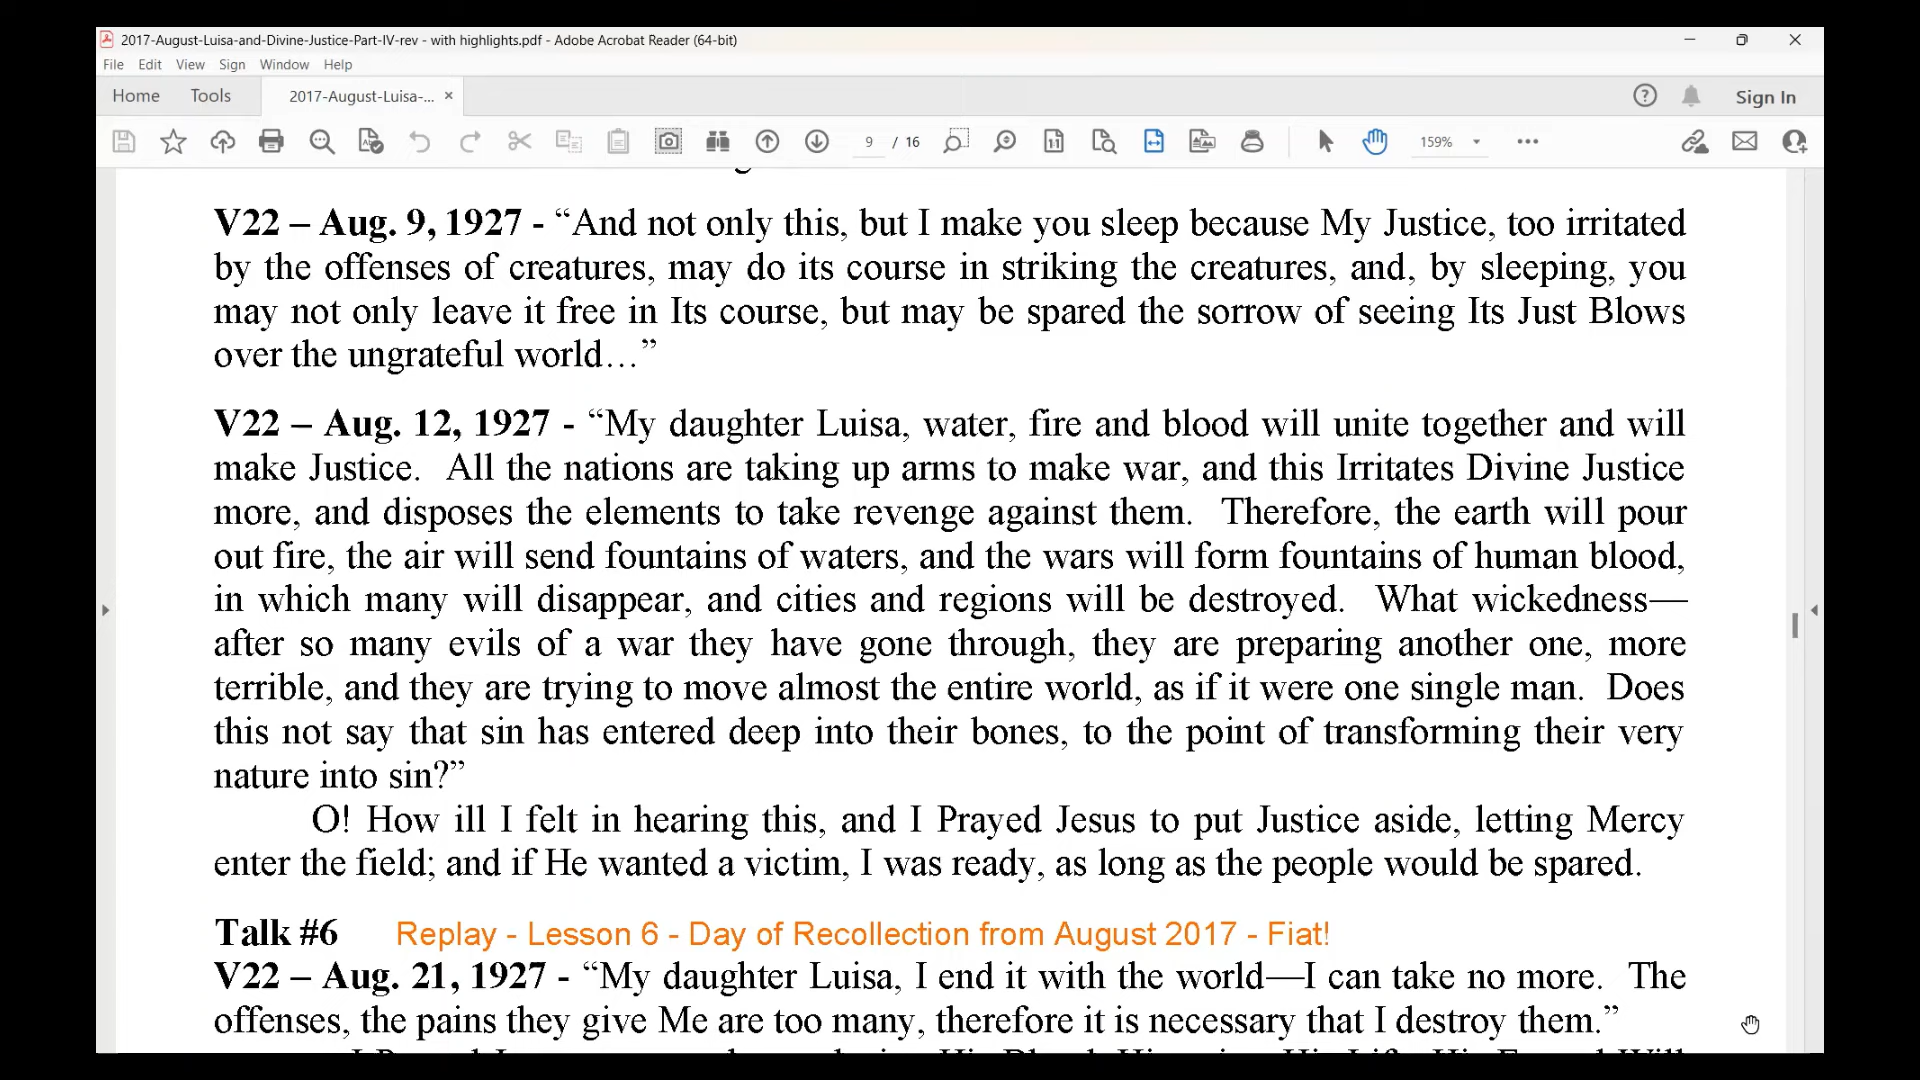 2017-August-Luisa-and-Divine-Justice-Part-IV-rev - with highlights.pdf - Adobe Acrobat Reader (64-bit)
File Edit View Sign Window Help
Home Tools 2017-August-Luisa-... × Sign In
9 / 16 159%
V22 – Aug. 9, 1927 - “And not only this, but I make you sleep because My Justice, too irritated
by the offenses of creatures, may do its course in striking the creatures, and, by sleeping, you
may not only leave it free in Its course, but may be spared the sorrow of seeing Its Just Blows
over the ungrateful world…”
V22 – Aug. 12, 1927 - “My daughter Luisa, water, fire and blood will unite together and will
make Justice. All the nations are taking up arms to make war, and this Irritates Divine Justice
more, and disposes the elements to take revenge against them. Therefore, the earth will pour
out fire, the air will send fountains of waters, and the wars will form fountains of human blood,
in which many will disappear, and cities and regions will be destroyed. What wickedness—
after so many evils of a war they have gone through, they are preparing another one, more
terrible, and they are trying to move almost the entire world, as if it were one single man. Does
this not say that sin has entered deep into their bones, to the point of transforming their very
nature into sin?”
O! How ill I felt in hearing this, and I Prayed Jesus to put Justice aside, letting Mercy
enter the field; and if He wanted a victim, I was ready, as long as the people would be spared.
Talk #6 Replay - Lesson 6 - Day of Recollection from August 2017 - Fiat!
V22 – Aug. 21, 1927 - “My daughter Luisa, I end it with the world—I can take no more. The
offenses, the pains they give Me are too many, therefore it is necessary that I destroy them.”